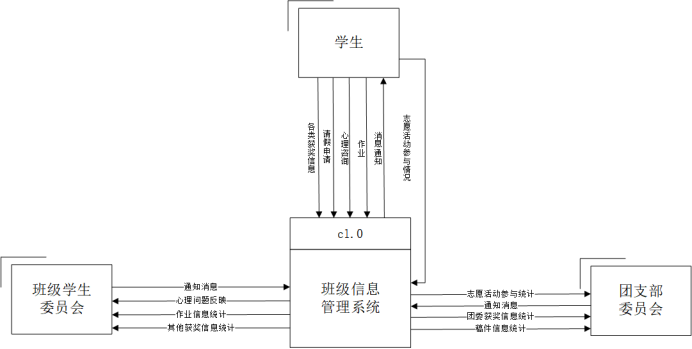 学生
各类获奖信息
请假申请
心理咨询
作业
消息通知
志愿活动参与情况
c1.0
班级信息
管理系统
班级学生
委员会
通知消息
心理问题反映
作业信息统计
其他获奖信息统计
志愿活动参与统计
通知消息
团委获奖信息统计
稿件信息统计
团支部
委员会